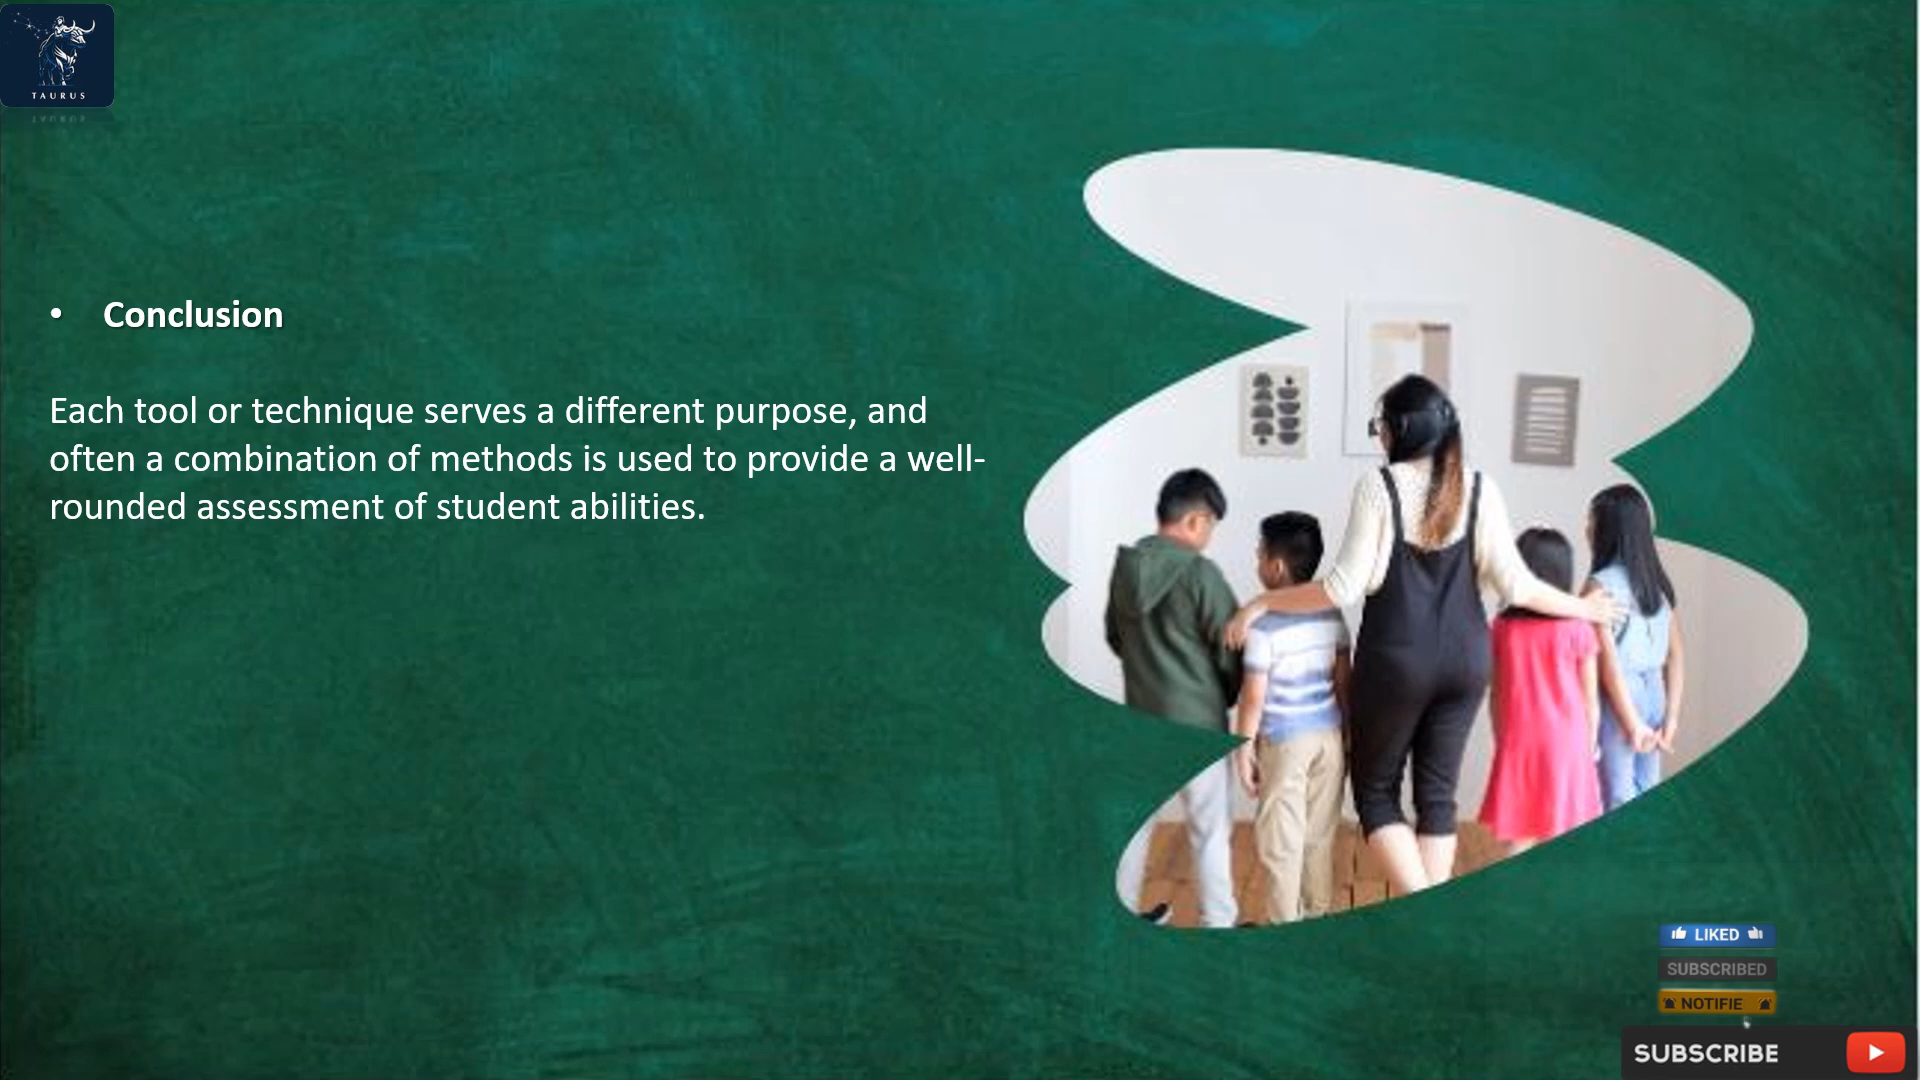 TAURUS
• Conclusion
Each tool or technique serves a different purpose, and
often a combination of methods is used to provide a well-
rounded assessment of student abilities.
LIKED
SUBSCRIBED
NOTIFIE
SUBSCRIBE